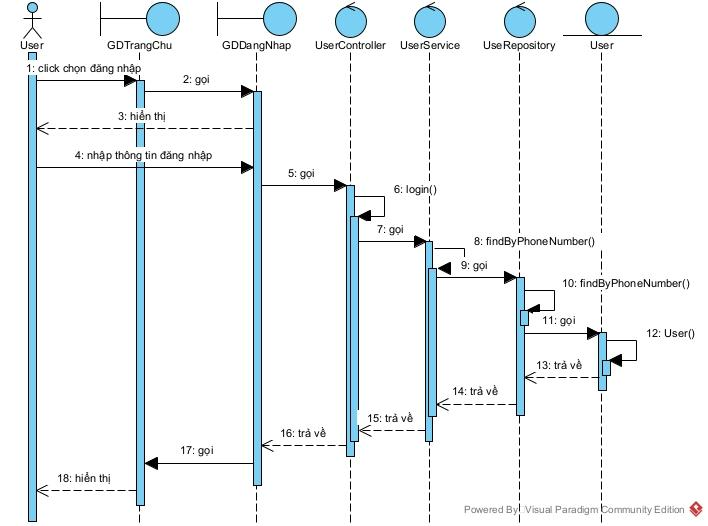 User
GDTrangChu
GDDangNhap
UserController
UserService
UseRepository
User
1: click chọn đăng nhập
2: gọi
3: hiển thị
4: nhập thông tin đăng nhập
5: gọi
6: login()
7: gọi
8: findByPhoneNumber()
9: gọi
10: findByPhoneNumber()
11: gọi
12: User()
13: trả về
14: trả về
15: trả về
16: trả về
17: gọi
18: hiển thị
Powered By: Visual Paradigm Community Edition